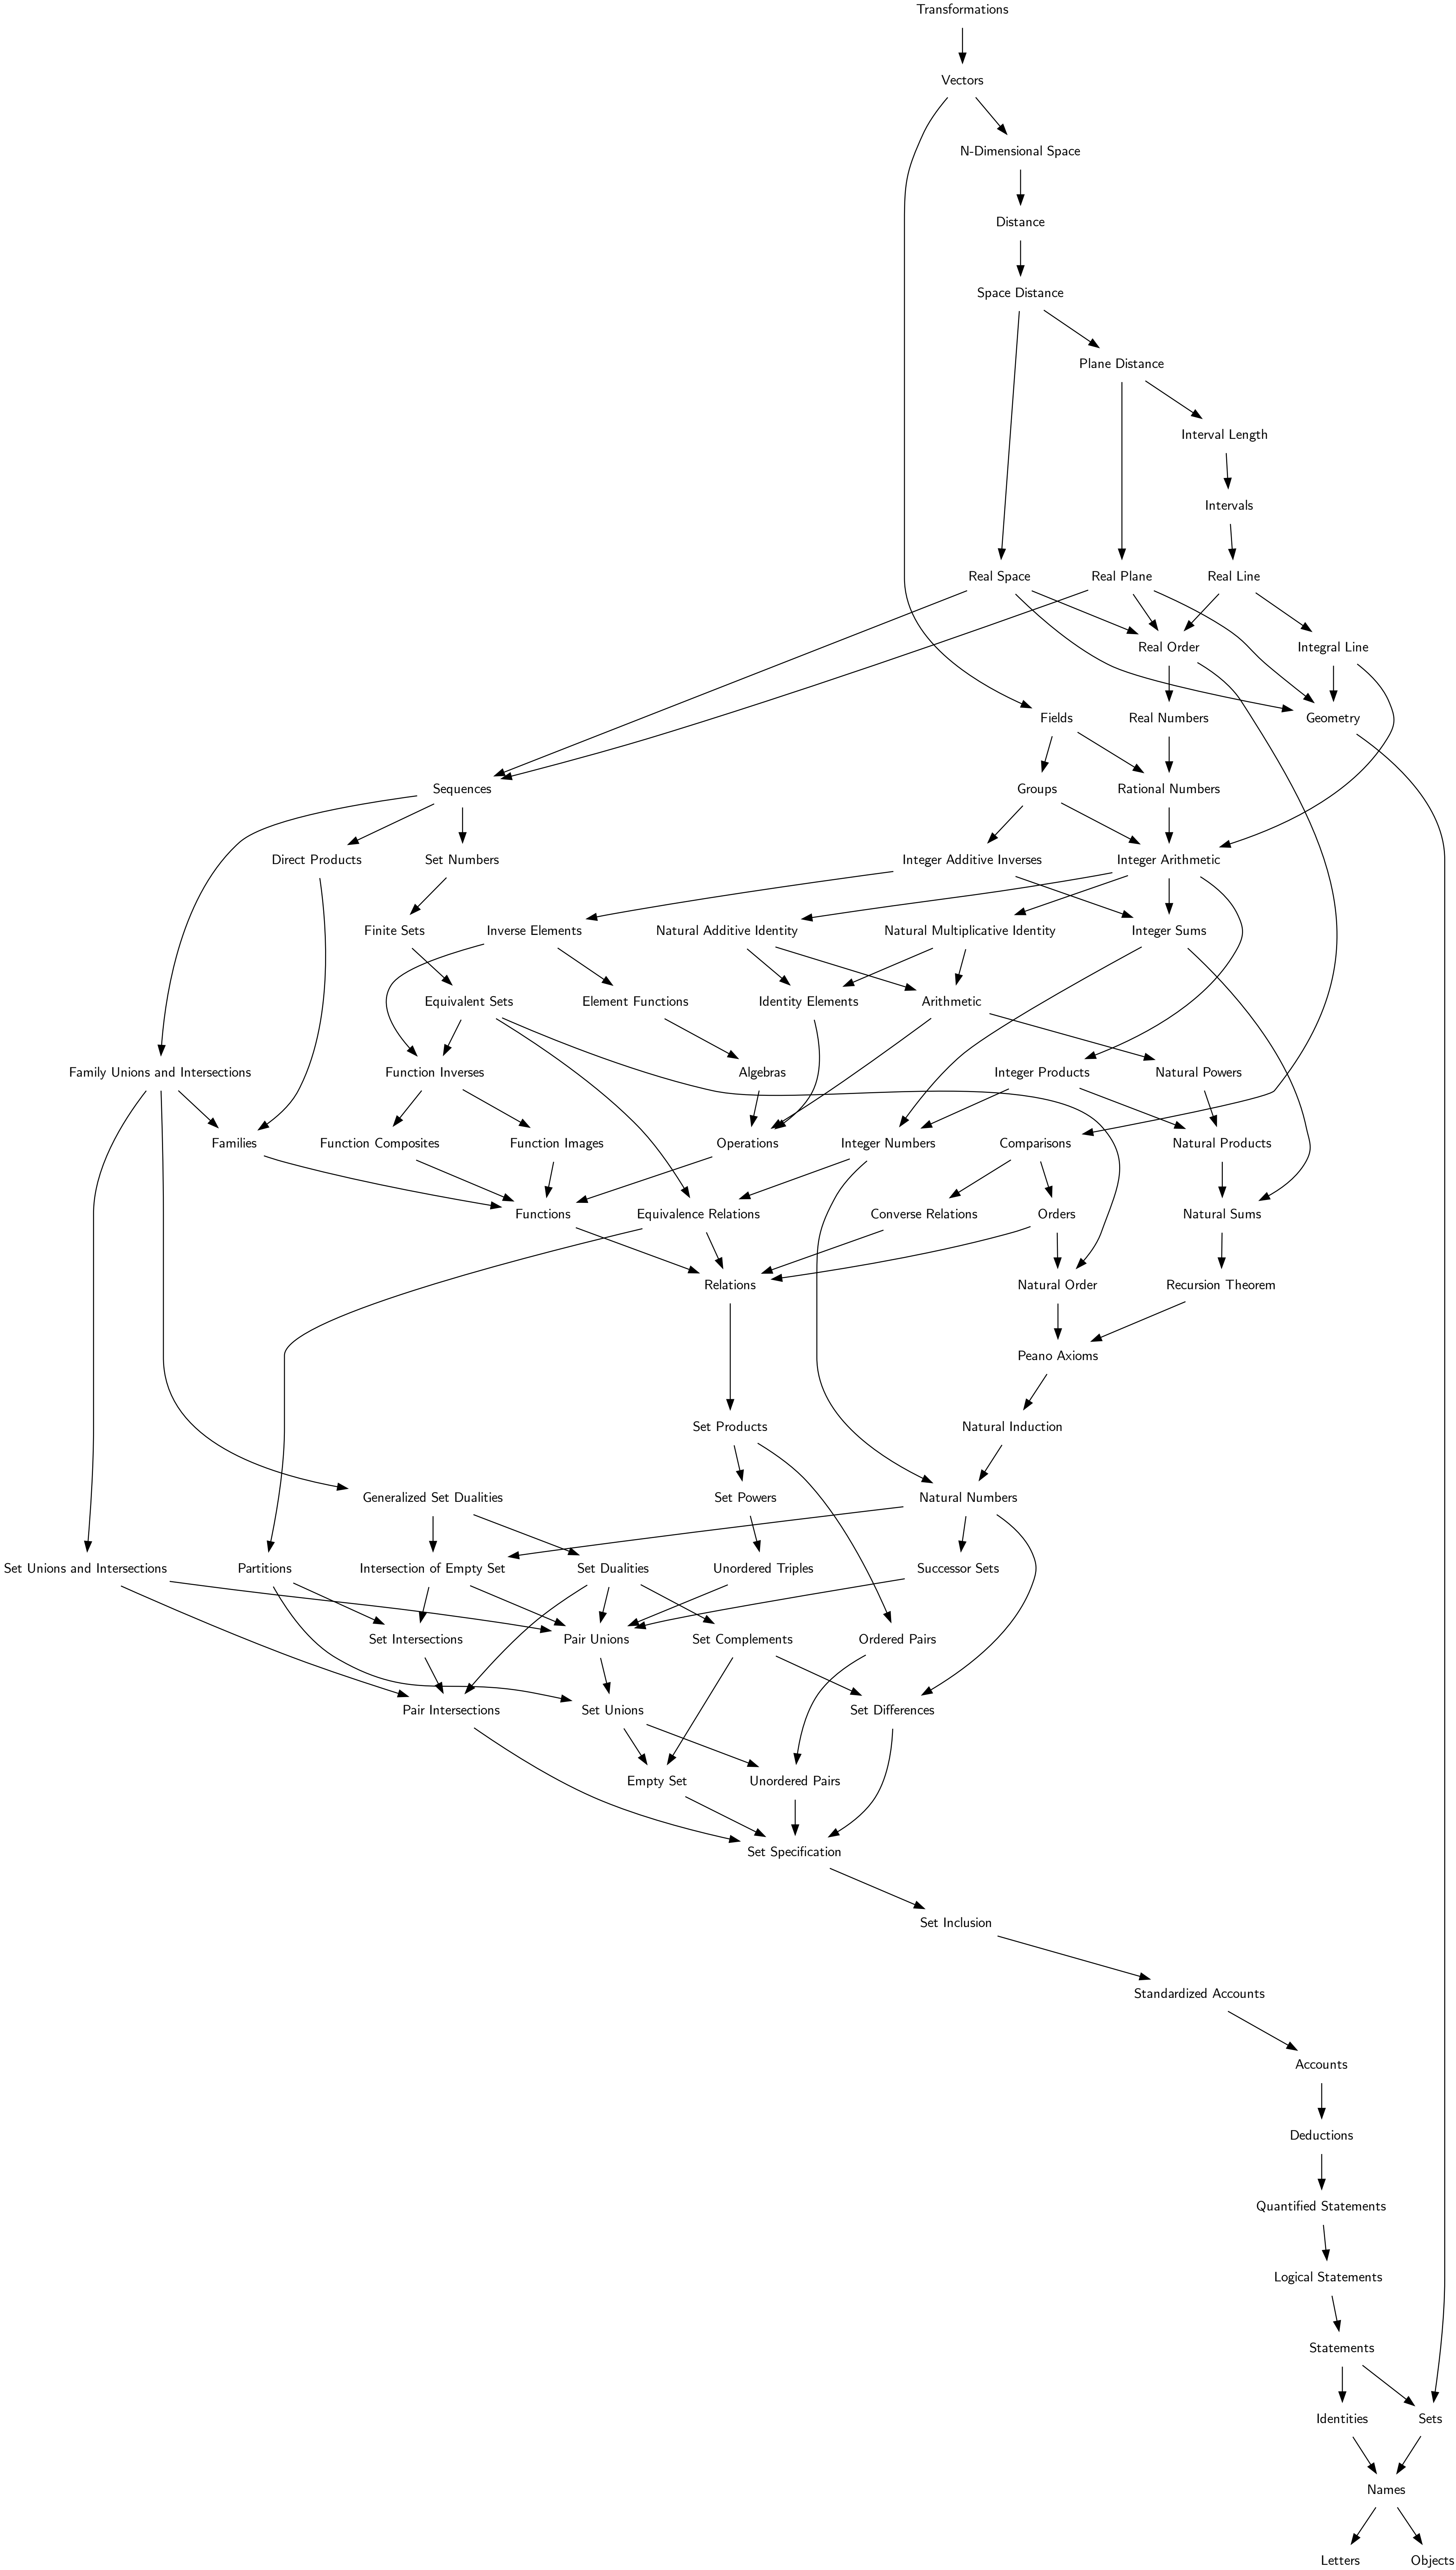 Transformations
Vectors
N-Dimensional Space
Distance
Space Distance
Plane Distance
Interval Length
Intervals
Real Space
Real Plane
Real Line
Real Order
Integral Line
Fields
Real Numbers
Geometry
Sequences
Groups
Rational Numbers
Direct Products
Set Numbers
Integer Additive Inverses
Integer Arithmetic
Finite Sets
Inverse Elements
Natural Additive Identity
Natural Multiplicative Identity
Integer Sums
Equivalent Sets
Element Functions
Identity Elements
Arithmetic
Family Unions and Intersections
Function Inverses
Algebras
Integer Products
Natural Powers
Families
Function Composites
Function Images
Operations
Integer Numbers
Comparisons
Natural Products
Functions
Equivalence Relations
Converse Relations
Orders
Natural Sums
Relations
Natural Order
Recursion Theorem
Peano Axioms
Set Products
Natural Induction
Generalized Set Dualities
Set Powers
Natural Numbers
Set Unions and Intersections
Partitions
Intersection of Empty Set
Set Dualities
Unordered Triples
Successor Sets
Set Intersections
Pair Unions
Set Complements
Ordered Pairs
Pair Intersections
Set Unions
Set Differences
Empty Set
Unordered Pairs
Set Specification
Set Inclusion
Standardized Accounts
Accounts
Deductions
Quantified Statements
Logical Statements
Statements
Identities
Sets
Names
Letters
Objects